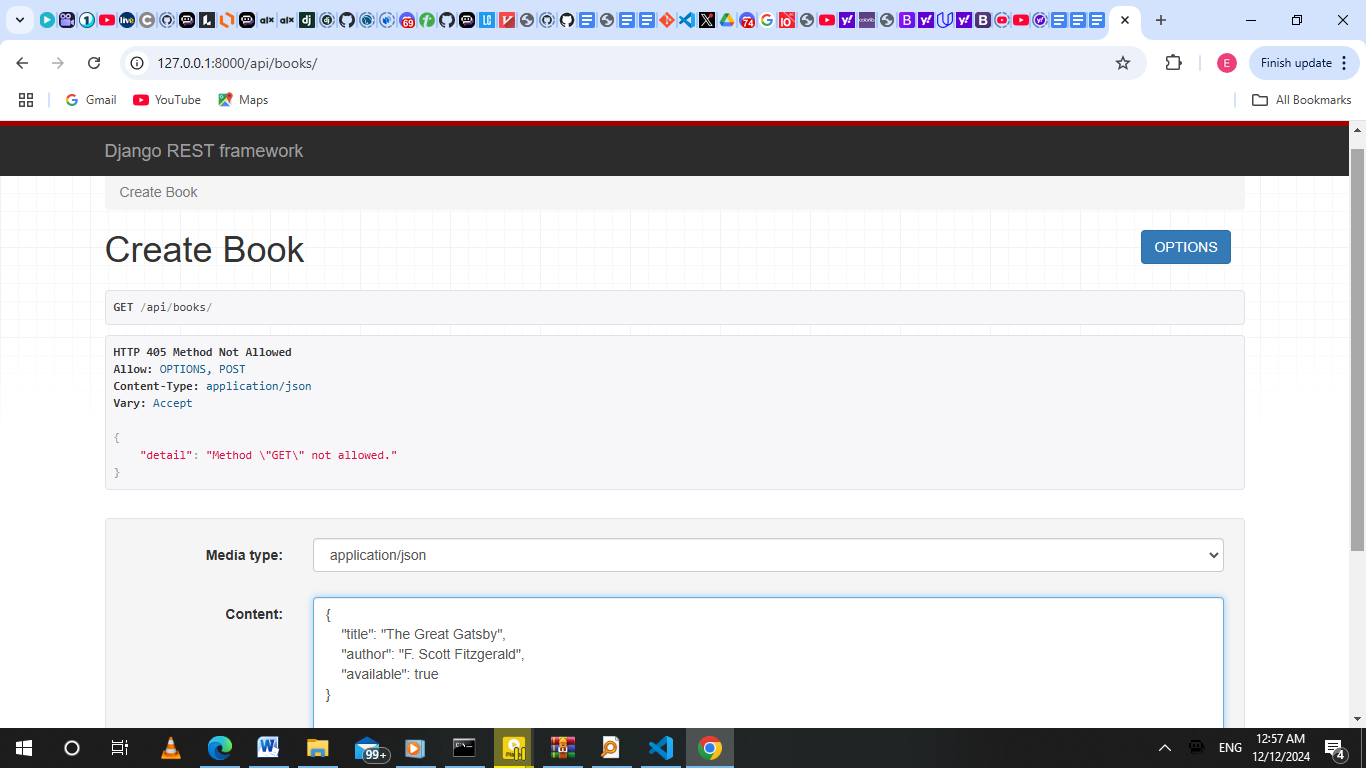 127.0.0.1:8000/api/books/
E
Finish update
Gmail
YouTube
Maps
All Bookmarks
Django REST framework
Create Book
Create Book
OPTIONS
GET /api/books/
HTTP 405 Method Not Allowed
Allow: OPTIONS, POST
Content-Type: application/json
Vary: Accept
{
"detail": "Method \"GET\" not allowed."
}
Media type:
application/json
Content:
{
"title": "The Great Gatsby",
"author": "F. Scott Fitzgerald",
"available": true
}
99+
ENG
12:57 AM
12/12/2024
4